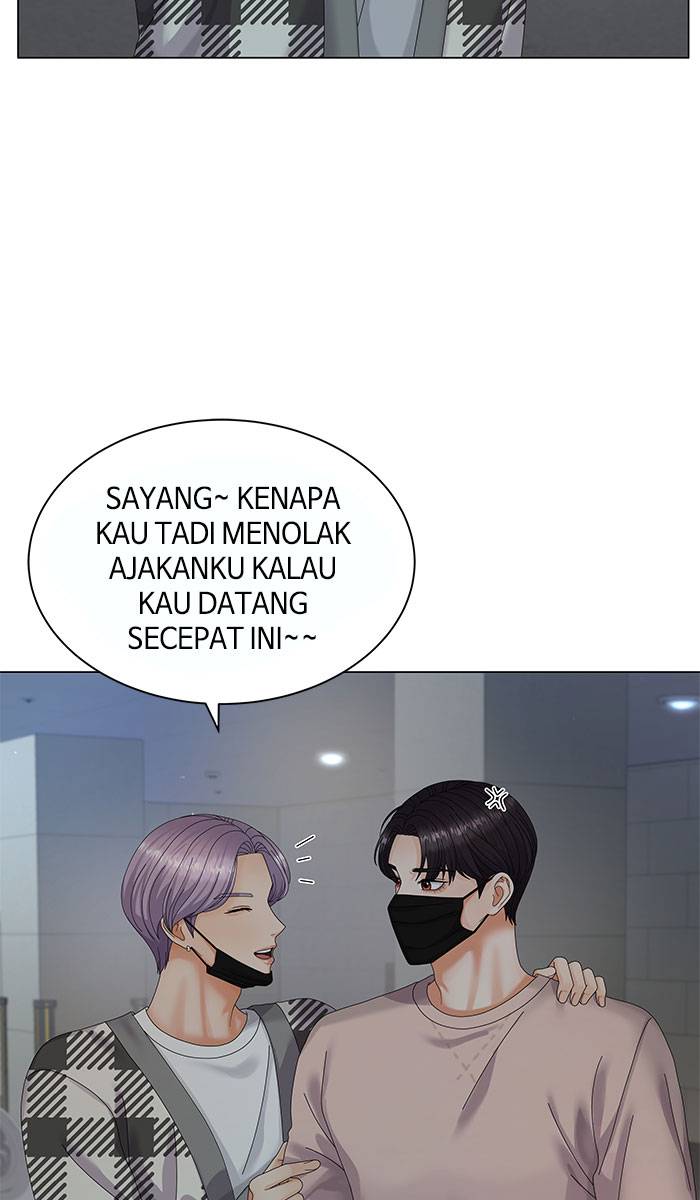 SAYANG~ KENAPA
KAU TADI MENOLAK
AJAKANKU KALAU
KAU DATANG
SECEPAT INI~~